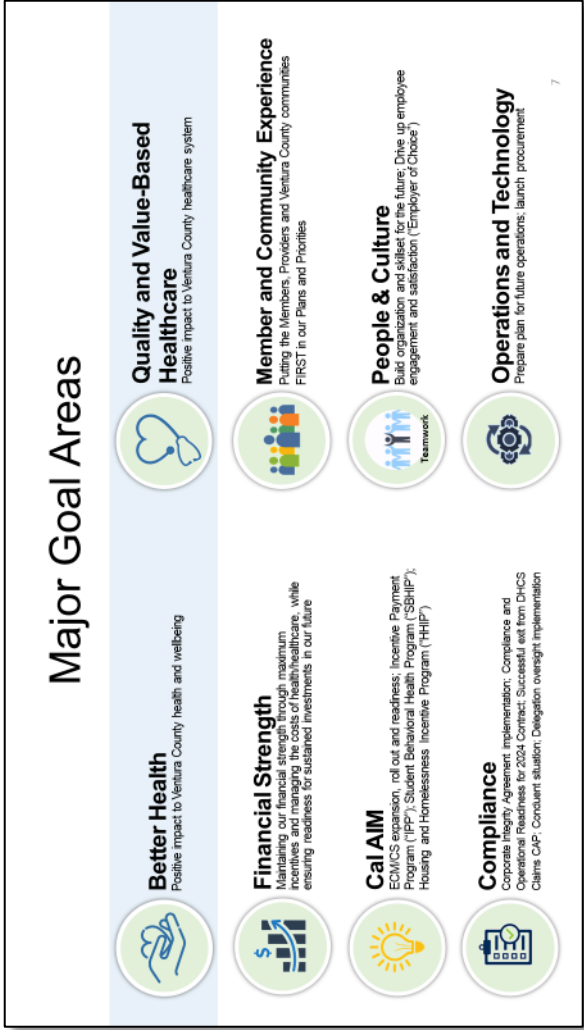 Major Goal Areas
Better Health
Positive impact to Ventura County health and wellbeing
Quality and Value-Based
Healthcare
Positive impact to Ventura County healthcare system
Financial Strength
Maintaining our financial strength through maximum
incentives and managing the costs of health/healthcare, while
ensuring readiness for sustained investments in our future
Member and Community Experience
Putting the Members, Providers and Ventura County communities
FIRST in our Plans and Priorities
Cal AIM
ECM/CS expansion, roll out and readiness; Incentive Payment
Program ("IPP"); Student Behavioral Health Program ("SBHIP");
Housing and Homelessness Incentive Program ("HHIP")
Teamwork
People & Culture
Build organization and skillset for the future; Drive up employee
engagement and satisfaction ("Employer of Choice")
Compliance
Corporate Integrity Agreement implementation; Compliance and
Operational Readiness for 2024 Contract; Successful exit from DHCS
Claims CAP; Conduent situation; Delegation oversight implementation
Operations and Technology
Prepare plan for future operations; launch procurement
7